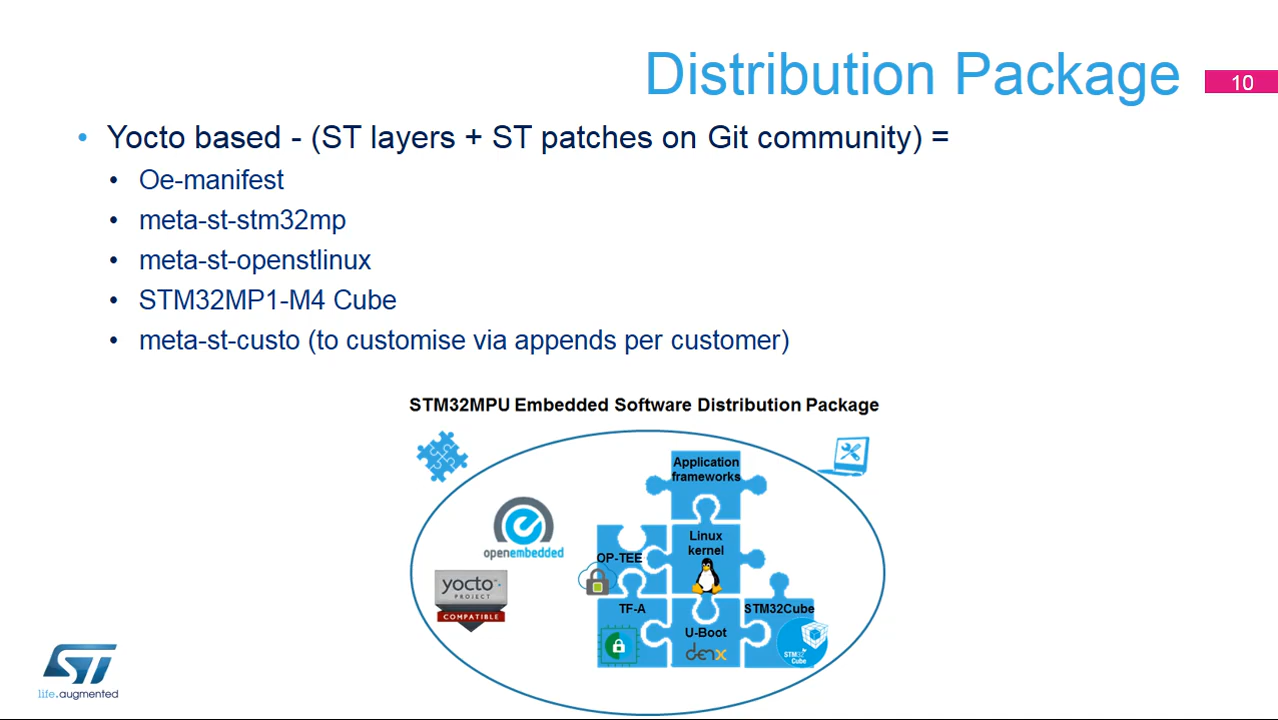 Distribution Package
10
• Yocto based - (ST layers + ST patches on Git community) =
• Oe-manifest
• meta-st-stm32mp
• meta-st-openstlinux
• STM32MP1-M4 Cube
• meta-st-custo (to customise via appends per customer)
STM32MPU Embedded Software Distribution Package
Application
frameworks
openembedded
Linux
kernel
OP-TEE
yocto
PROJECT
COMPATIBLE
TF-A
STM32Cube
U-Boot
denx
STM32
Cube
ST
life.augmented